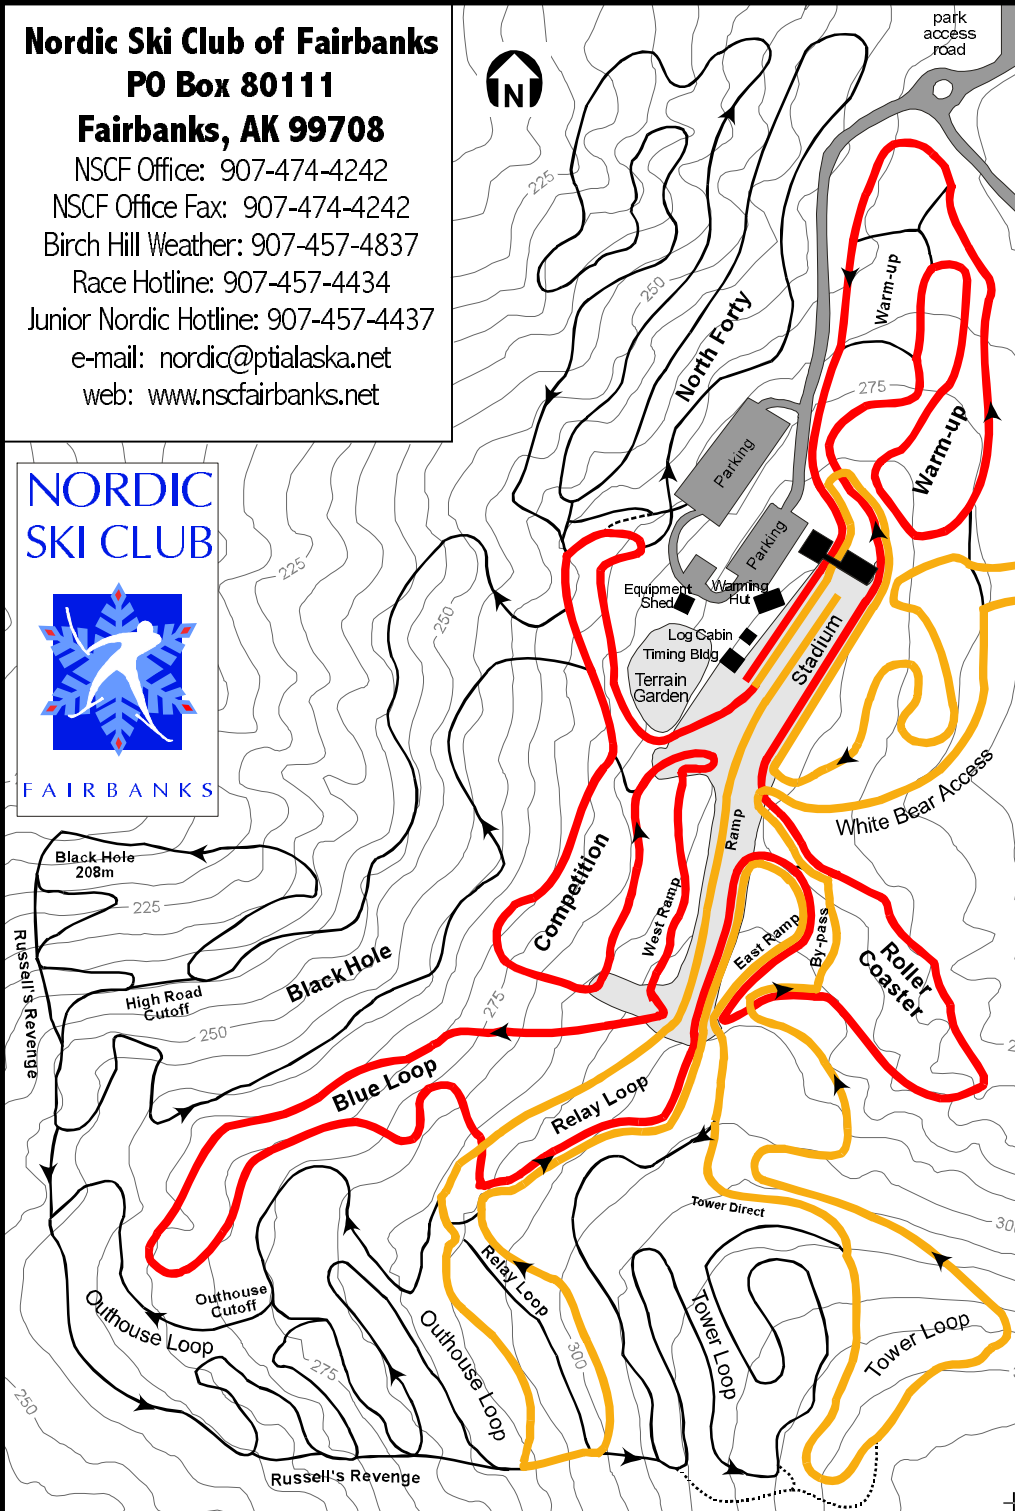 Nordic Ski Club of Fairbanks
PO Box 80111
Fairbanks, AK 99708
NSCF Office: 907-474-4242
NSCF Office Fax: 907-474-4242
Birch Hill Weather: 907-457-4837
Race Hotline: 907-457-4434
Junior Nordic Hotline: 907-457-4437
e-mail: nordic@ptialaska.net
web: www.nscfairbanks.net
N
park
access
road
225
250
North Forty
Warm-up
275
Warm-up
Parking
Parking
NORDIC
SKI CLUB
FAIRBANKS
225
250
Equipment
Shed
Warming
Hut
Log Cabin
Timing Bldg
Terrain
Garden
Stadium
White Bear Access
Ramp
Black Hole
208m
225
Competition
West Ramp
East Ramp
By-pass
Roller
Coaster
Russell's Revenge
High Road
Cutoff
Black Hole
250
275
Blue Loop
Relay Loop
Tower Direct
300
Relay Loop
Outhouse
Cutoff
Outhouse Loop
Outhouse Loop
300
Tower Loop
Tower Loop
275
250
Russell's Revenge